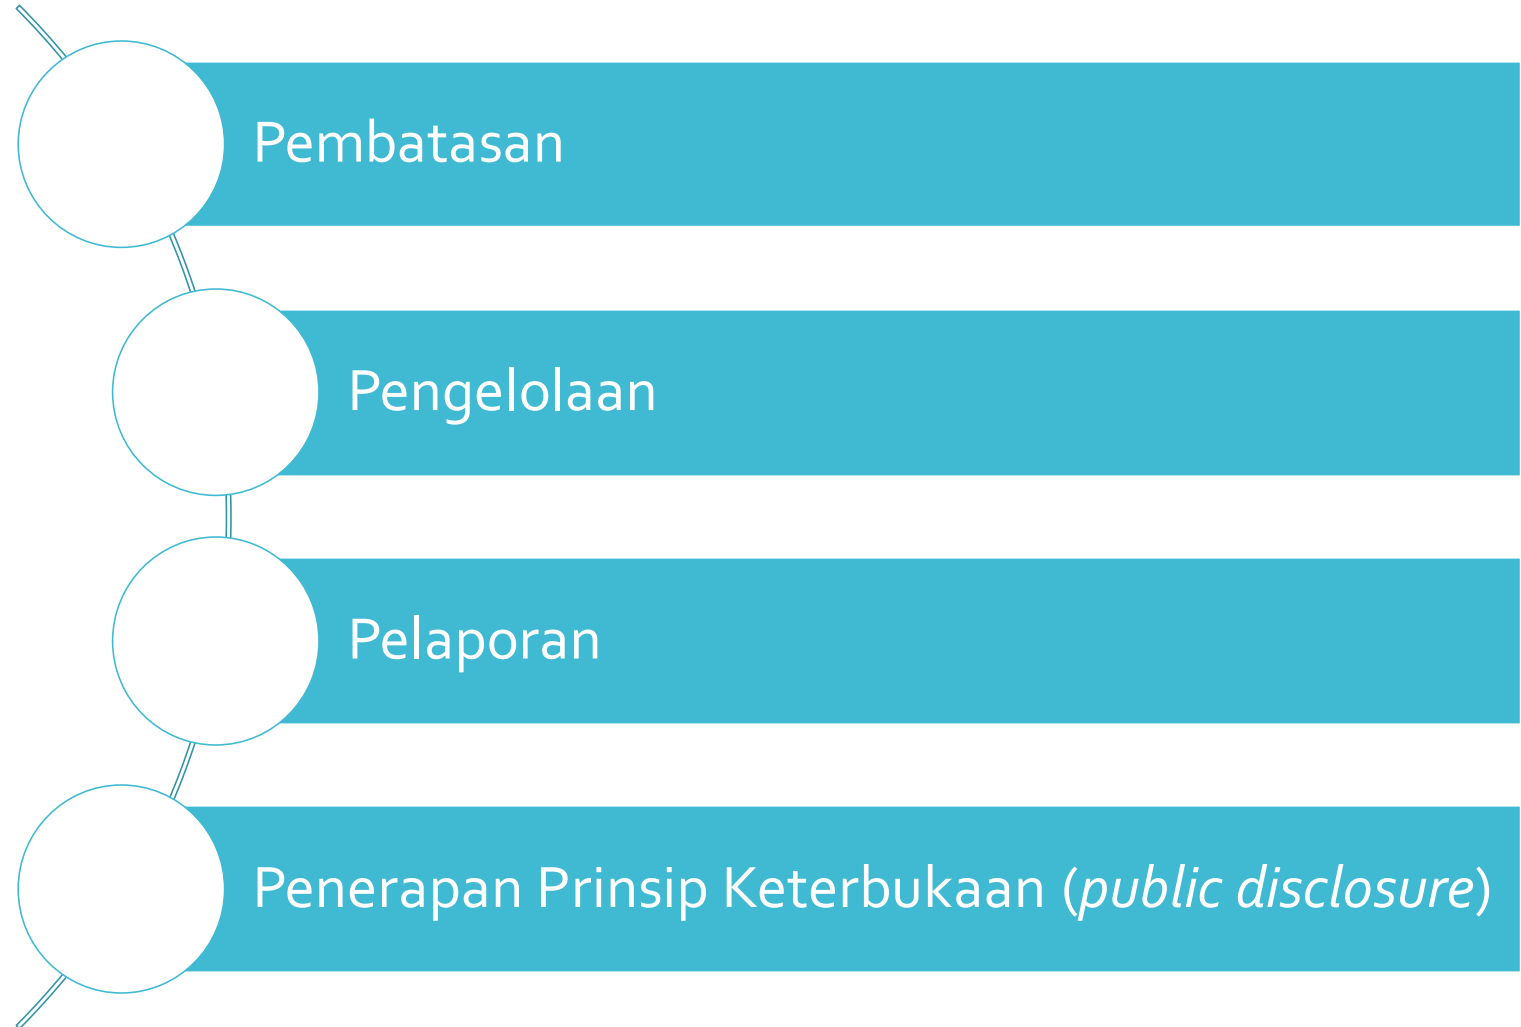 Pembatasan
Pengelolaan
Pelaporan
Penerapan Prinsip Keterbukaan (public disclosure)